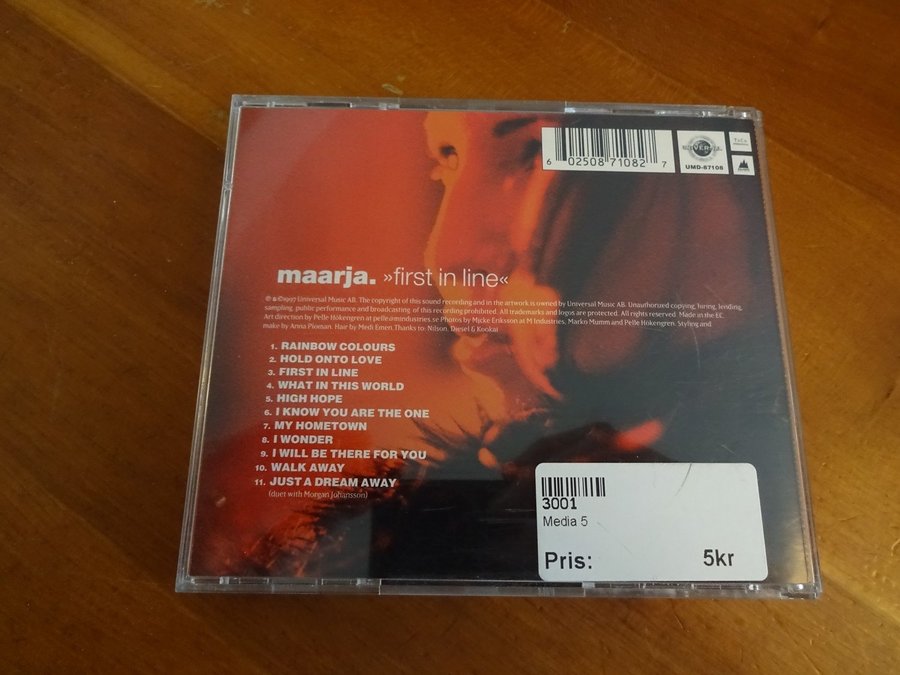 6 02508 71082 7
UNIVERSAL
UMD-87108
maarja. »first in line«
℗ & ©1997 Universal Music AB. The copyright of this sound recording and in the artwork is owned by Universal Music AB. Unauthorized copying, hiring, lending,
sampling, public performance and broadcasting of this recording prohibited. All trademarks and logos are protected. All rights reserved. Made in the EC.
Art direction by Pelle Hökengren at pelle@mindustries.se Photos by Micke Eriksson at M Industries, Marko Mumm and Pelle Hökengren. Styling and
make by Anna Ploman. Hair by Medi Emen.Thanks to: Nilson, Diesel & Kookai
1. RAINBOW COLOURS
2. HOLD ONTO LOVE
3. FIRST IN LINE
4. WHAT IN THIS WORLD
5. HIGH HOPE
6. I KNOW YOU ARE THE ONE
7. MY HOMETOWN
8. I WONDER
9. I WILL BE THERE FOR YOU
10. WALK AWAY
11. JUST A DREAM AWAY
(duet with Morgan Johansson)
3001
Media 5
Pris: 5kr